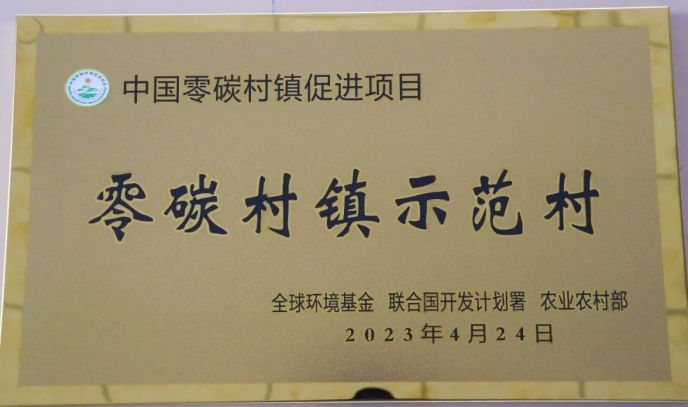 中国零碳村镇促进项目
零碳村镇示范村
全球环境基金 联合国开发计划署 农业农村部
2023年4月24日